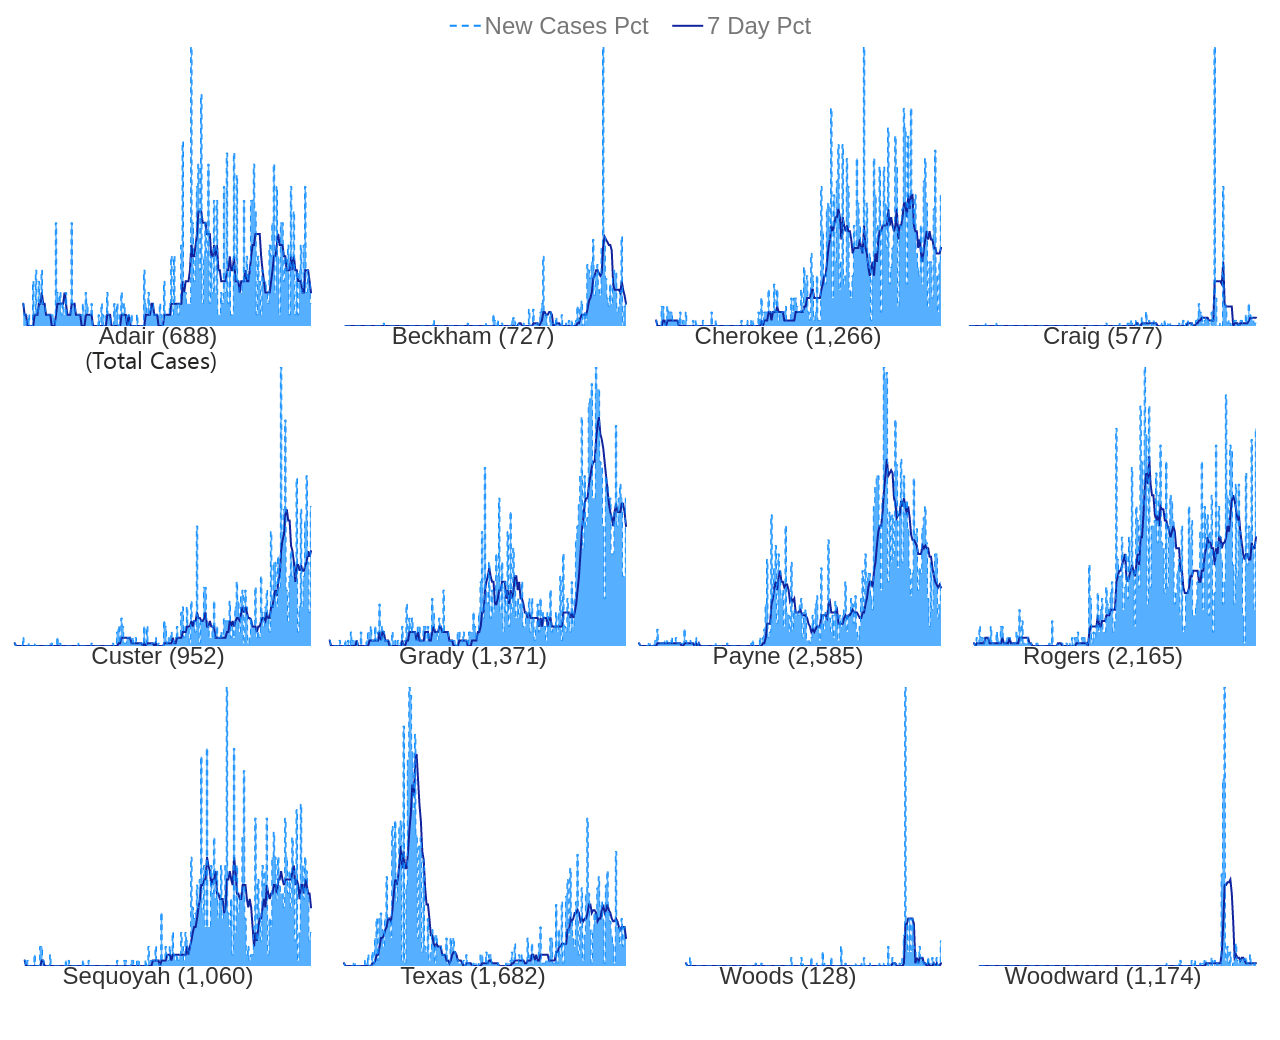 New Cases Pct 7 Day Pct
Adair (688) Beckham (727) Cherokee (1,266) Craig (577)
(Total Cases)
Custer (952) Grady (1,371) Payne (2,585) Rogers (2,165)
Sequoyah (1,060) Texas (1,682) Woods (128) Woodward (1,174)